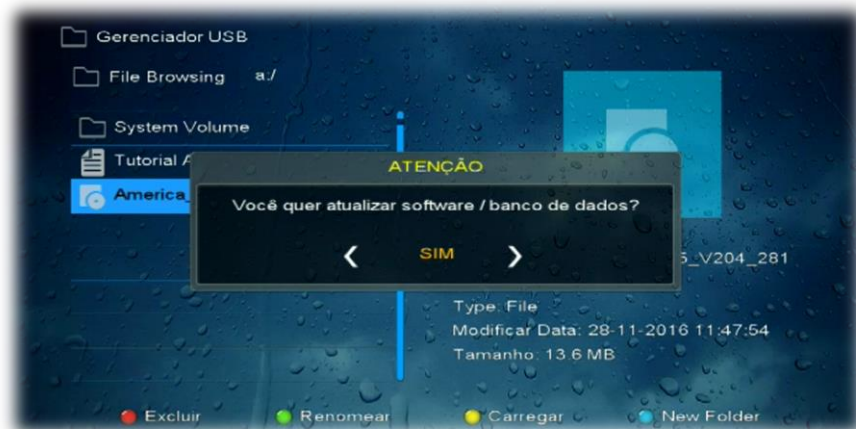 Gerenciador USB
File Browsing a:/
System Volume
Tutorial
ATENÇÃO
America_
Você quer atualizar software / banco de dados?
SIM
_V204_281
Type: File
Modificar Data: 28-11-2016 11:47:54
Tamanho: 13.6 MB
Excluir Renomear Carregar New Folder